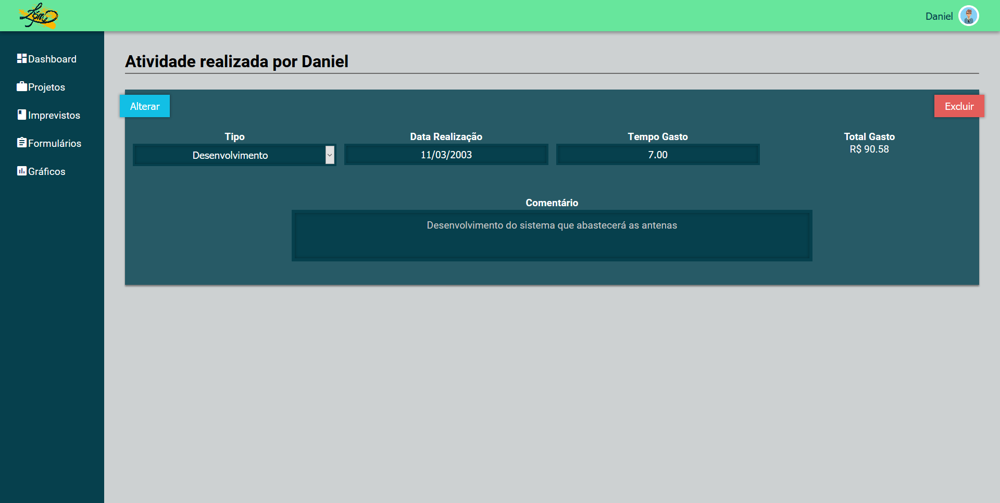 Daniel
Dashboard
Projetos
Imprevistos
Formulários
Gráficos
Atividade realizada por Daniel
Alterar
Excluir
Tipo
Data Realização
Tempo Gasto
Total Gasto
Desenvolvimento
11/03/2003
7.00
R$ 90.58
Comentário
Desenvolvimento do sistema que abastecerá as antenas